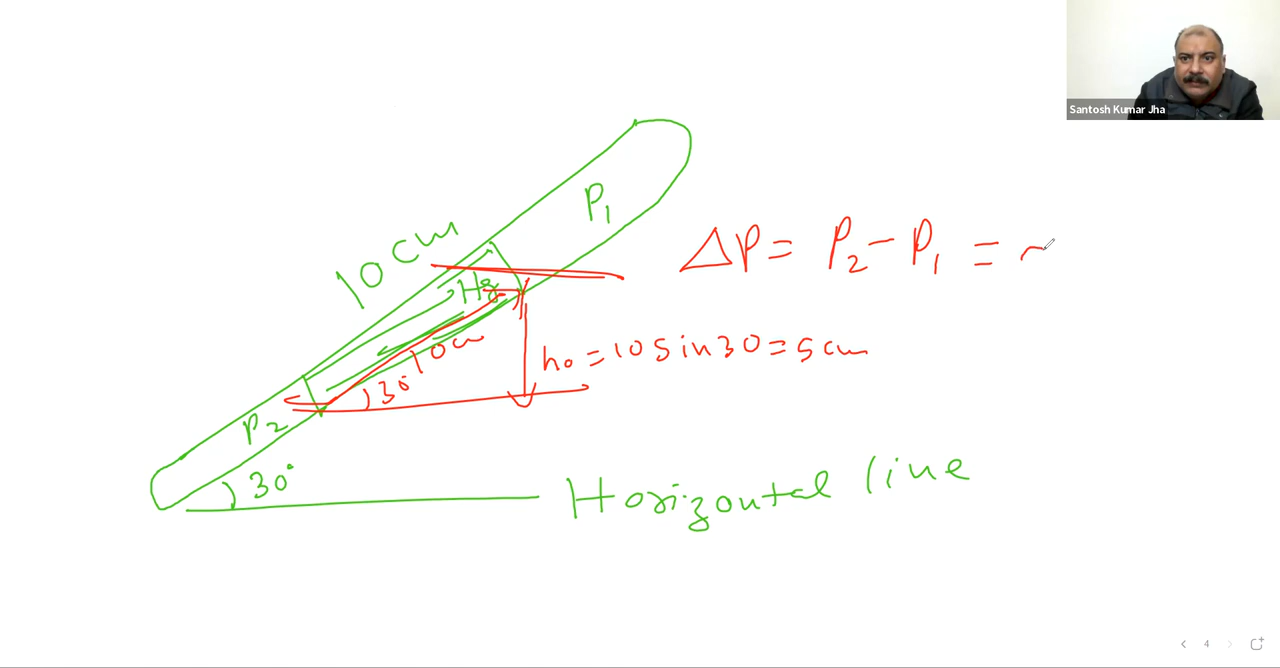 Santosh Kumar Jha
P₁
10 cm
ΔP = P₂ - P₁ =
Hg
10 cm
h₀ = 10 sin 30 = 5 cm
30°
P₂
30°
Horizontal line
4